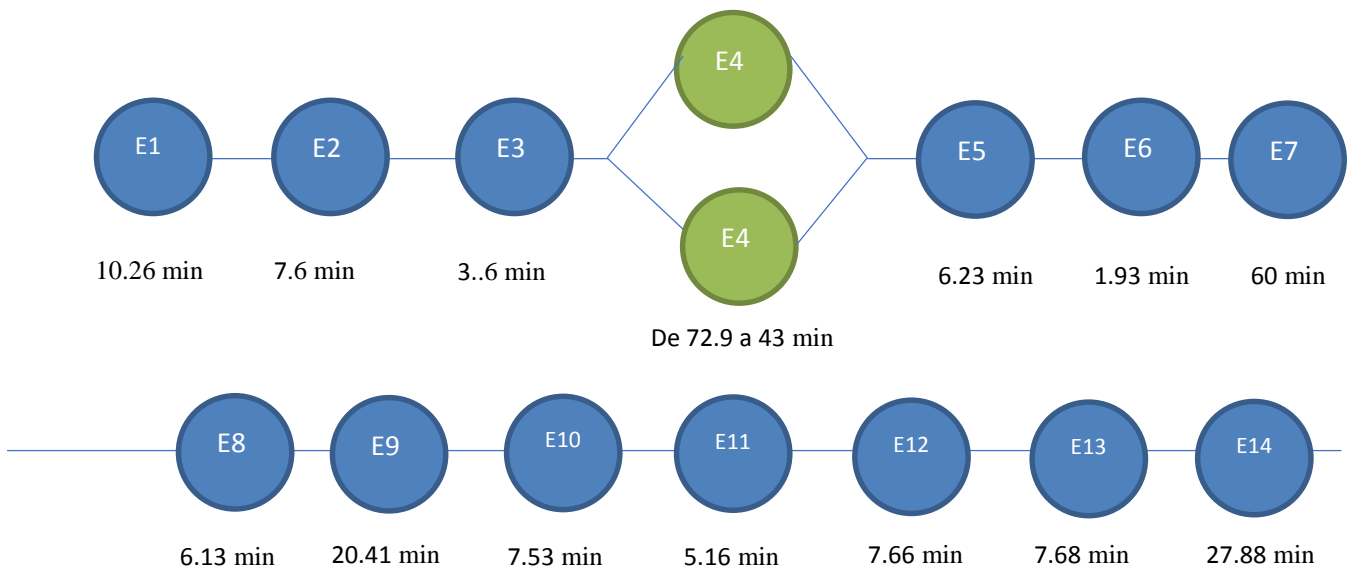 E4
E1 E2 E3 E5 E6 E7
E4
10.26 min 7.6 min 3..6 min 6.23 min 1.93 min 60 min
De 72.9 a 43 min
E8 E9 E10 E11 E12 E13 E14
6.13 min 20.41 min 7.53 min 5.16 min 7.66 min 7.68 min 27.88 min